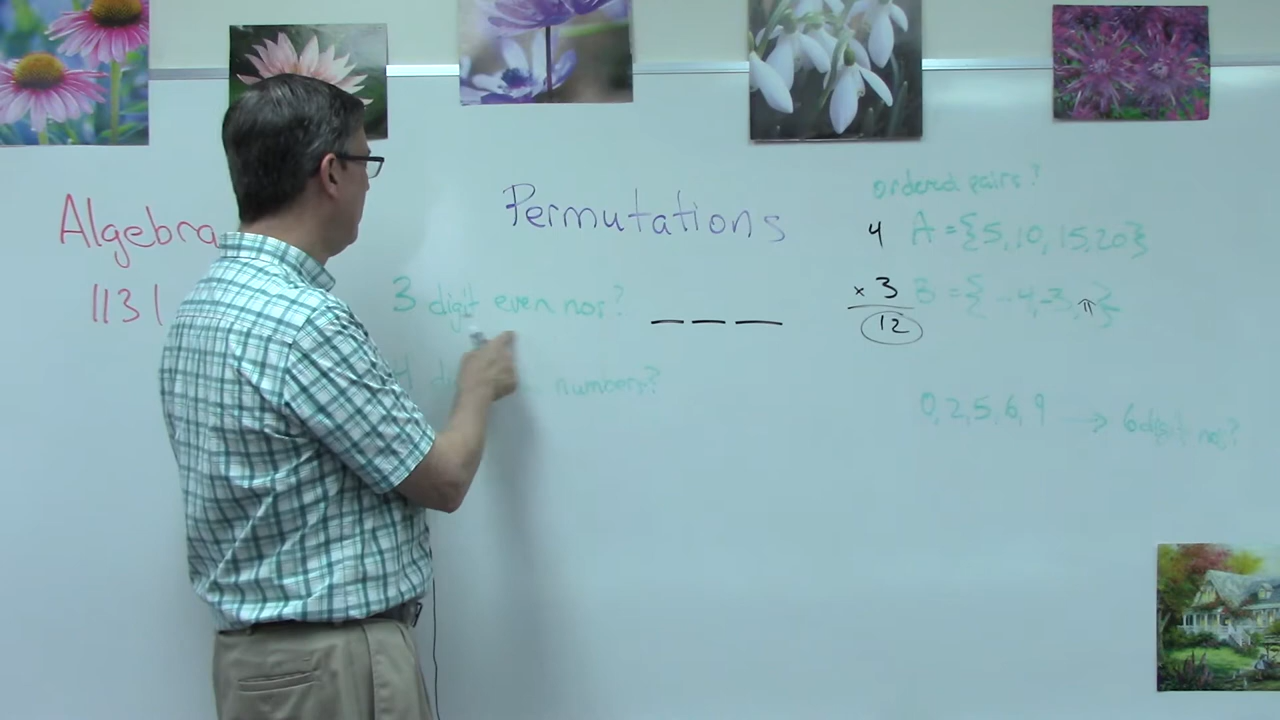 Algebra
1131
Permutations
3 digit even nos?
4 numbers?
ordered pairs?
4 A = {5, 10, 15, 20}
x 3 B = {-4, -3, π}
12
0, 2, 5, 6, 9 → 6 digit nos?